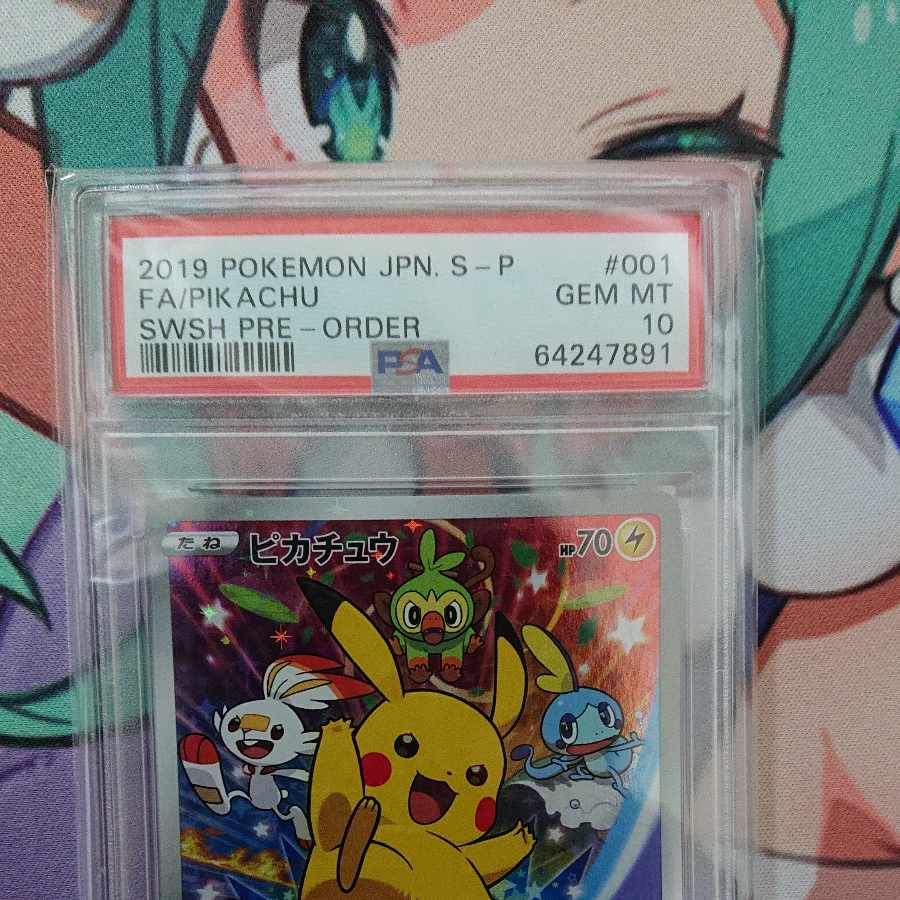 2019 POKEMON JPN. S-P #001
FA/PIKACHU GEM MT
SWSH PRE-ORDER 10
PSA 64247891
たね ピカチュウ HP70